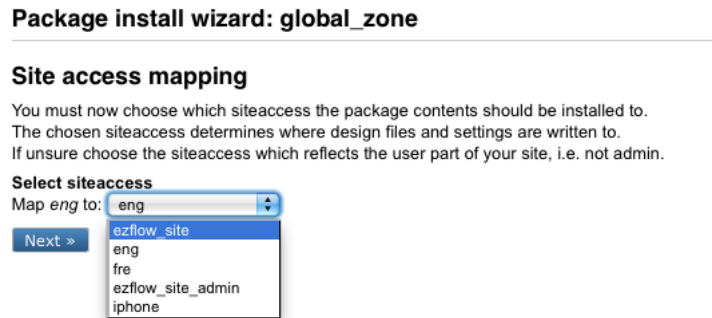 Package install wizard: global_zone
Site access mapping
You must now choose which siteaccess the package contents should be installed to.
The chosen siteaccess determines where design files and settings are written to.
If unsure choose the siteaccess which reflects the user part of your site, i.e. not admin.
Select siteaccess
Map eng to: eng
Next »
ezflow_site
eng
fre
ezflow_site_admin
iphone